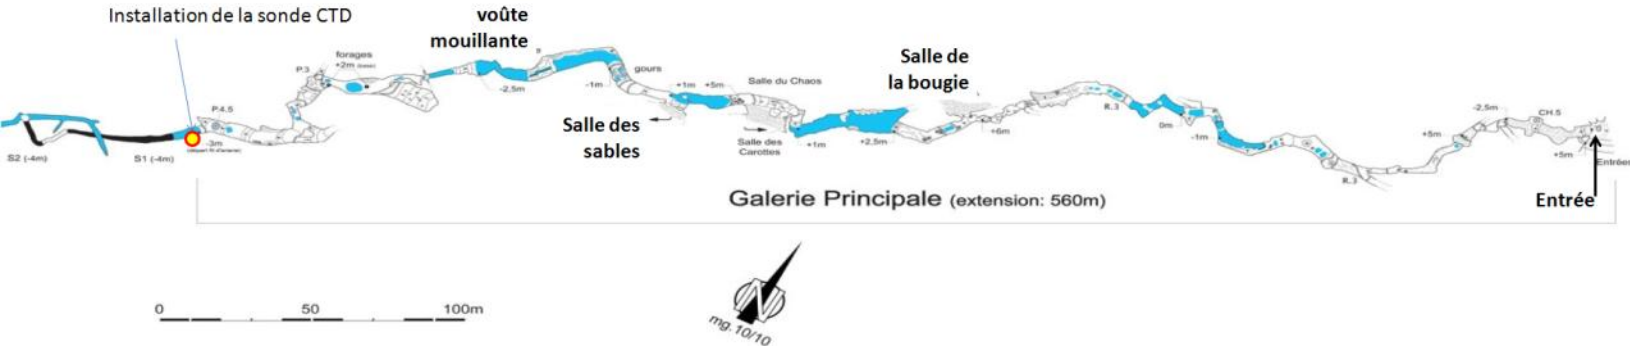 Installation de la sonde CTD
voûte
mouillante
Salle de
la bougie
forages
+2m
P.3
gours
-2,5m
-1m
+1m
+5m
Salle du Chaos
P.4,5
-3m
S2 (-4m)
S1 (-4m)
Salle des
sables
Salle des
Carottes
+1m
+2,5m
+6m
R.3
0m
-1m
R.3
+5m
-2,5m
CH.5
+5m
Entrées
Entrée
Galerie Principale (extension: 560m)
0
50
100m
N
mg. 10/10